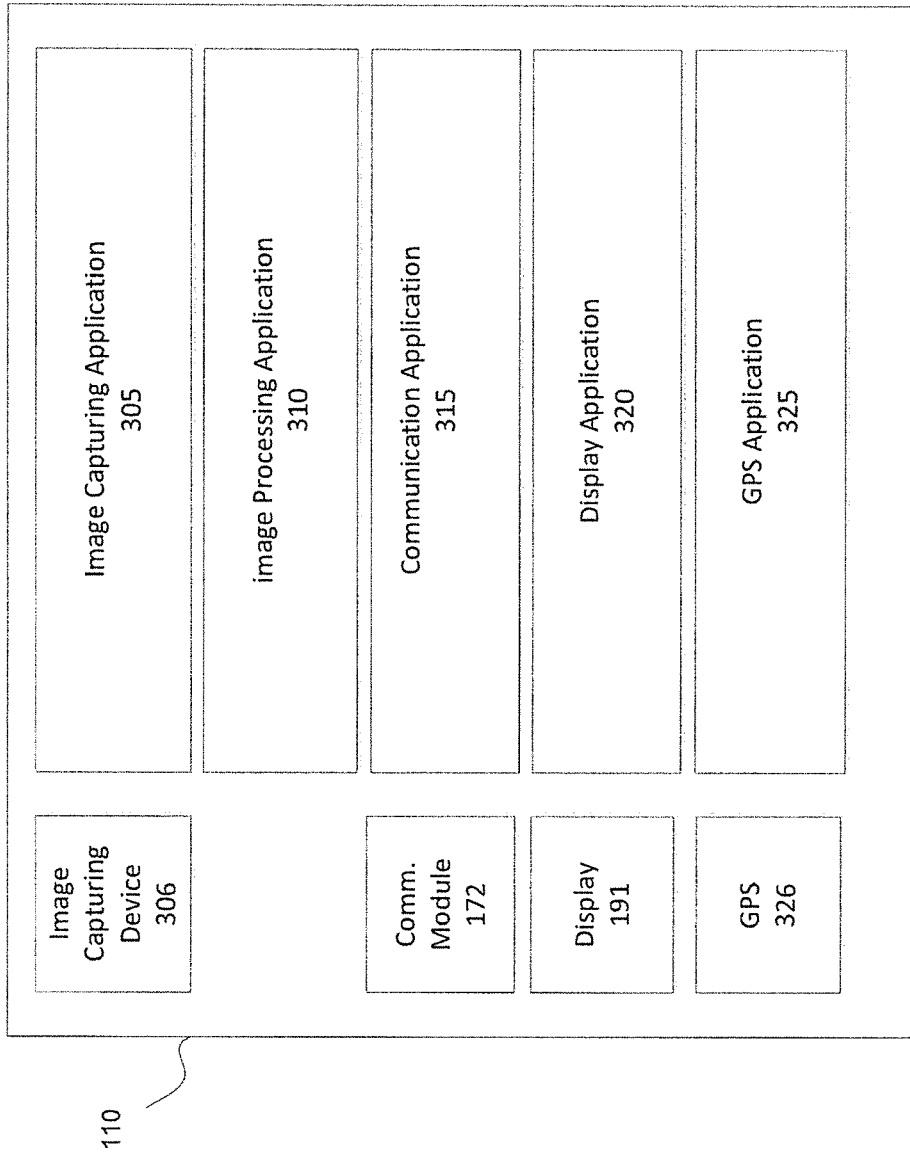 110
Image
Capturing
Device
306
Image Capturing Application
305
image Processing Application
310
Comm.
Module
172
Communication Application
315
Display
191
Display Application
320
GPS
326
GPS Application
325